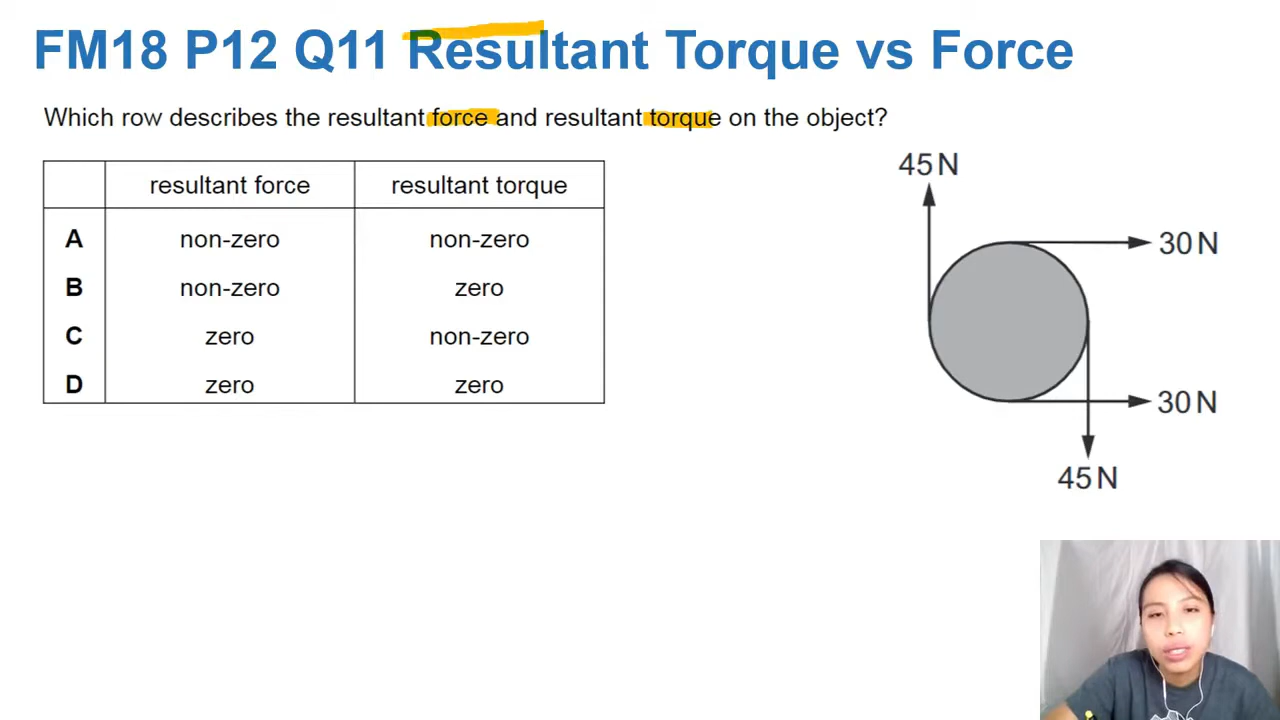 FM18 P12 Q11 Resultant Torque vs Force
Which row describes the resultant force and resultant torque on the object?
resultant force resultant torque
A non-zero non-zero
B non-zero zero
C zero non-zero
D zero zero
45 N
30 N
30 N
45 N